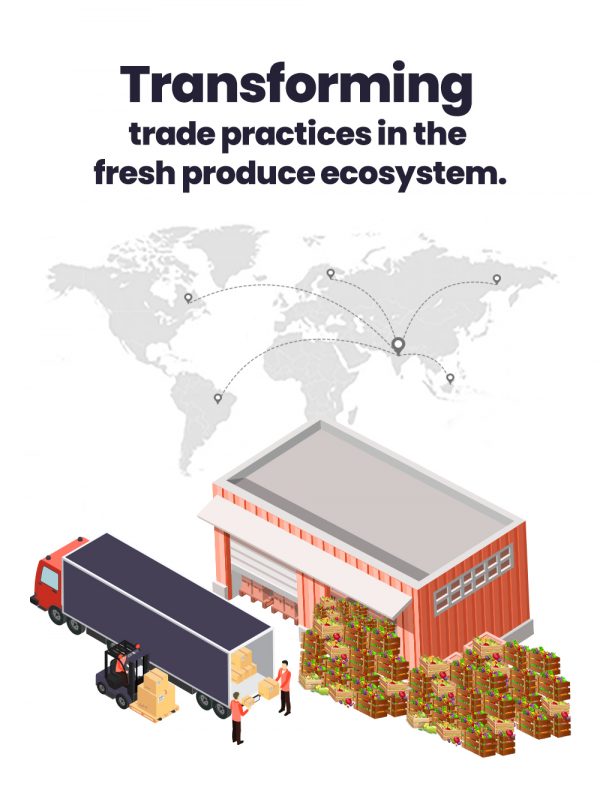 Transforming
trade practices in the
fresh produce ecosystem.